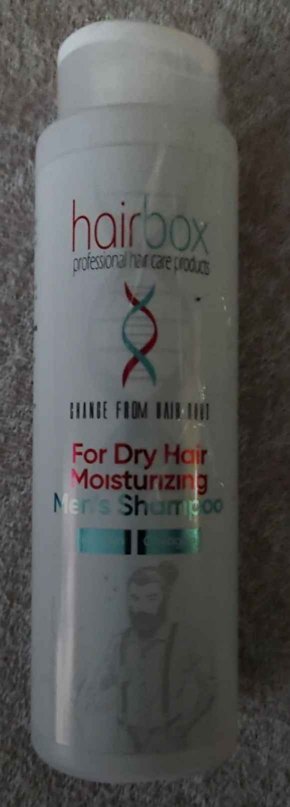 hairbox
professional hair care products
CHANGE FROM HAIR ROOT
For Dry Hair
Moisturizing
Men's Shampoo